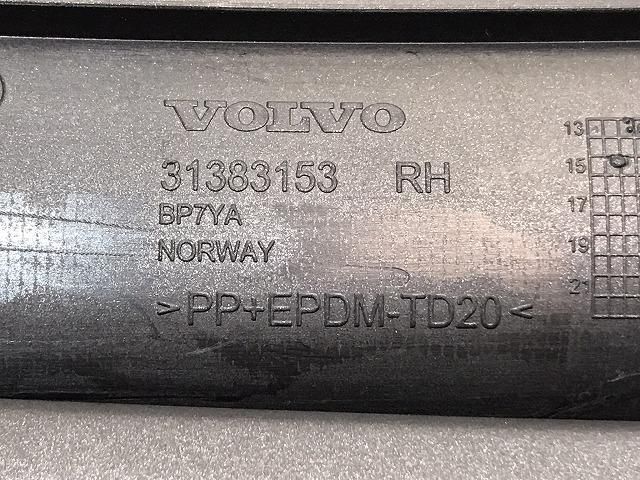 VOLVO
31383153 RH
BP7YA
NORWAY
>PP+EPDM-TD20<
13
15
17
19
21